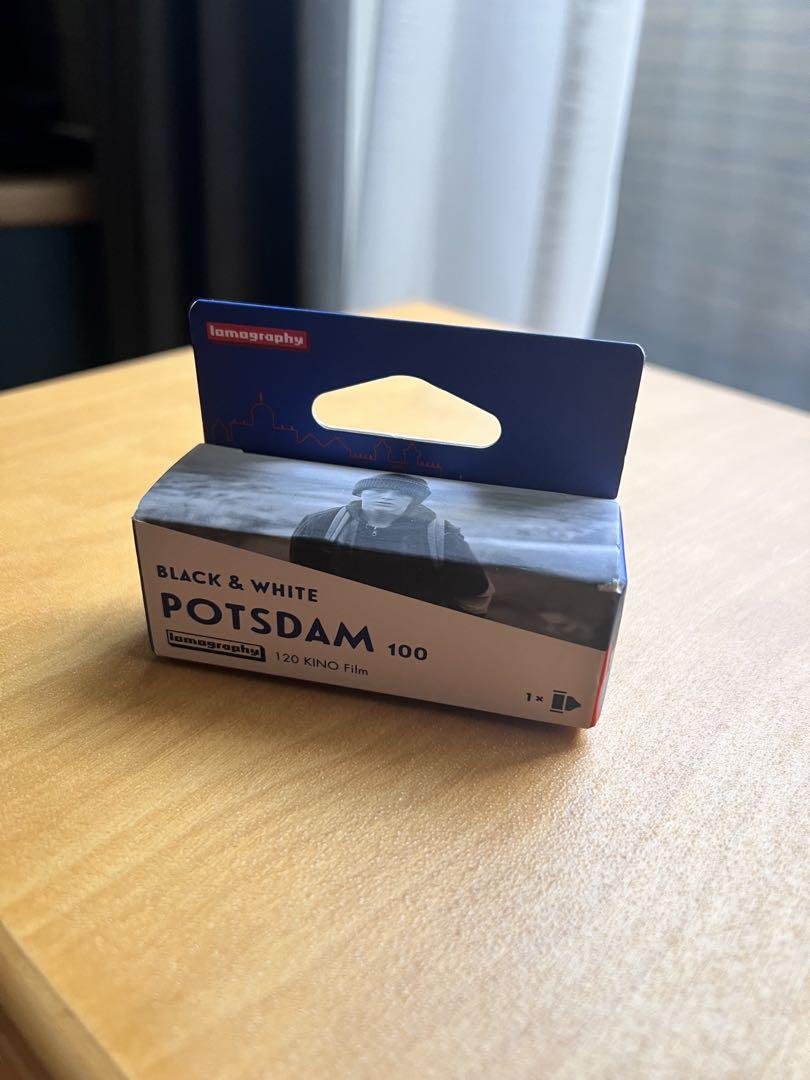 lomography
BLACK & WHITE
POTSDAM 100
lomography 120 KINO Film
1×